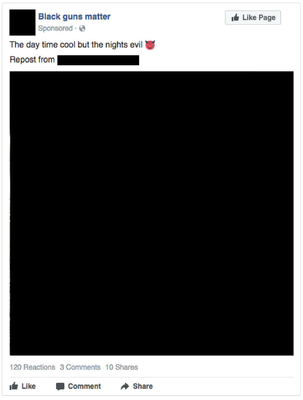 Black guns matter
Like Page
Sponsored ·
The day time cool but the nights evil 👹
Repost from
120 Reactions 3 Comments 10 Shares
Like Comment Share